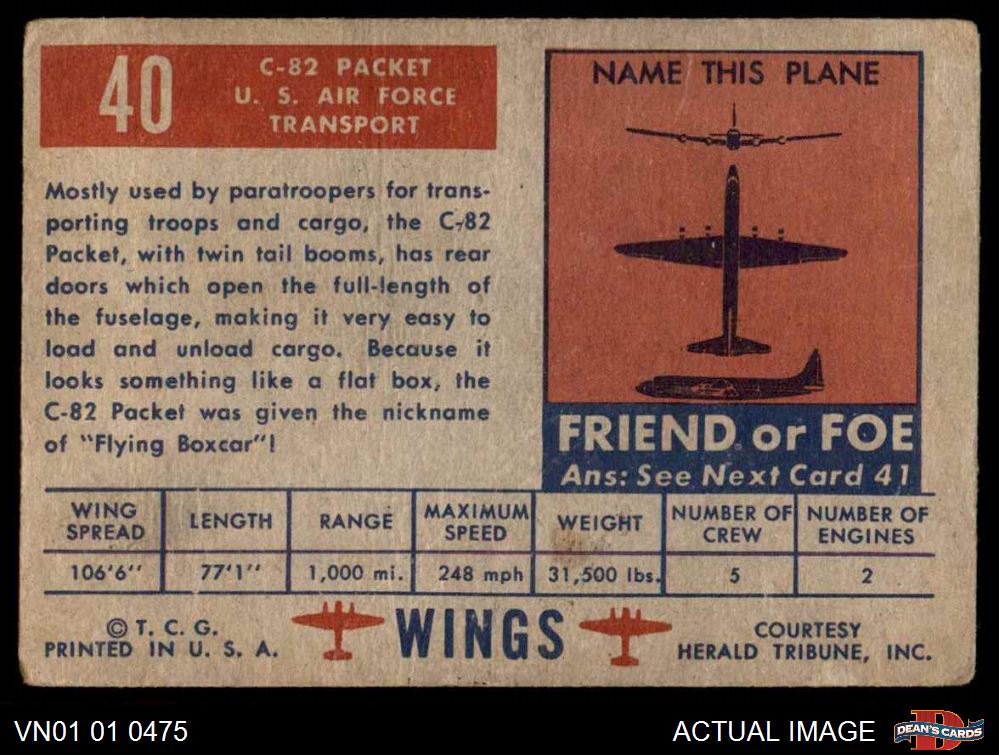 40
C-82 PACKET
U. S. AIR FORCE
TRANSPORT
Mostly used by paratroopers for trans-
porting troops and cargo, the C-82
Packet, with twin tail booms, has rear
doors which open the full-length of
the fuselage, making it very easy to
load and unload cargo. Because it
looks something like a flat box, the
C-82 Packet was given the nickname
of "Flying Boxcar"!
NAME THIS PLANE
FRIEND or FOE
Ans: See Next Card 41
WING SPREAD LENGTH RANGE MAXIMUM SPEED WEIGHT NUMBER OF CREW NUMBER OF ENGINES
106'6'' 77'1'' 1,000 mi. 248 mph 31,500 lbs. 5 2
© T. C. G.
PRINTED IN U. S. A.
WINGS
COURTESY
HERALD TRIBUNE, INC.
VN01 01 0475
ACTUAL IMAGE
D
DEAN'S CARDS